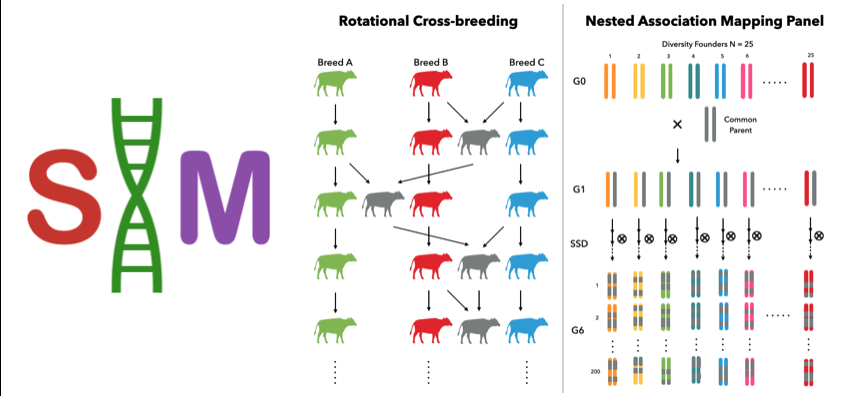 SIM
Rotational Cross-breeding
Breed A
Breed B
Breed C
Nested Association Mapping Panel
Diversity Founders N = 25
1 2 3 4 5 6 25
G0
Common
Parent
G1
SSD
1
2
G6
200